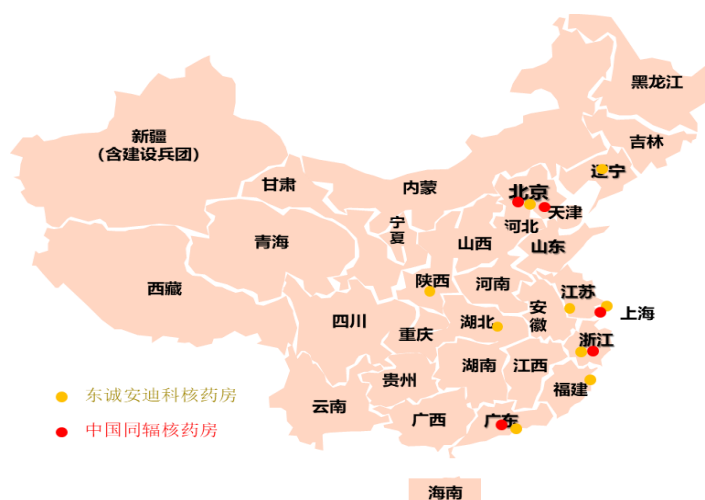 黑龙江
吉林
新疆
(含建设兵团)
辽宁
甘肃
内蒙
北京
天津
宁夏
河北
青海
山西
山东
陕西
河南
西藏
江苏
安徽
上海
四川
湖北
重庆
浙江
湖南
江西
贵州
福建
东诚安迪科核药房
云南
广西
广东
中国同辐核药房
海南